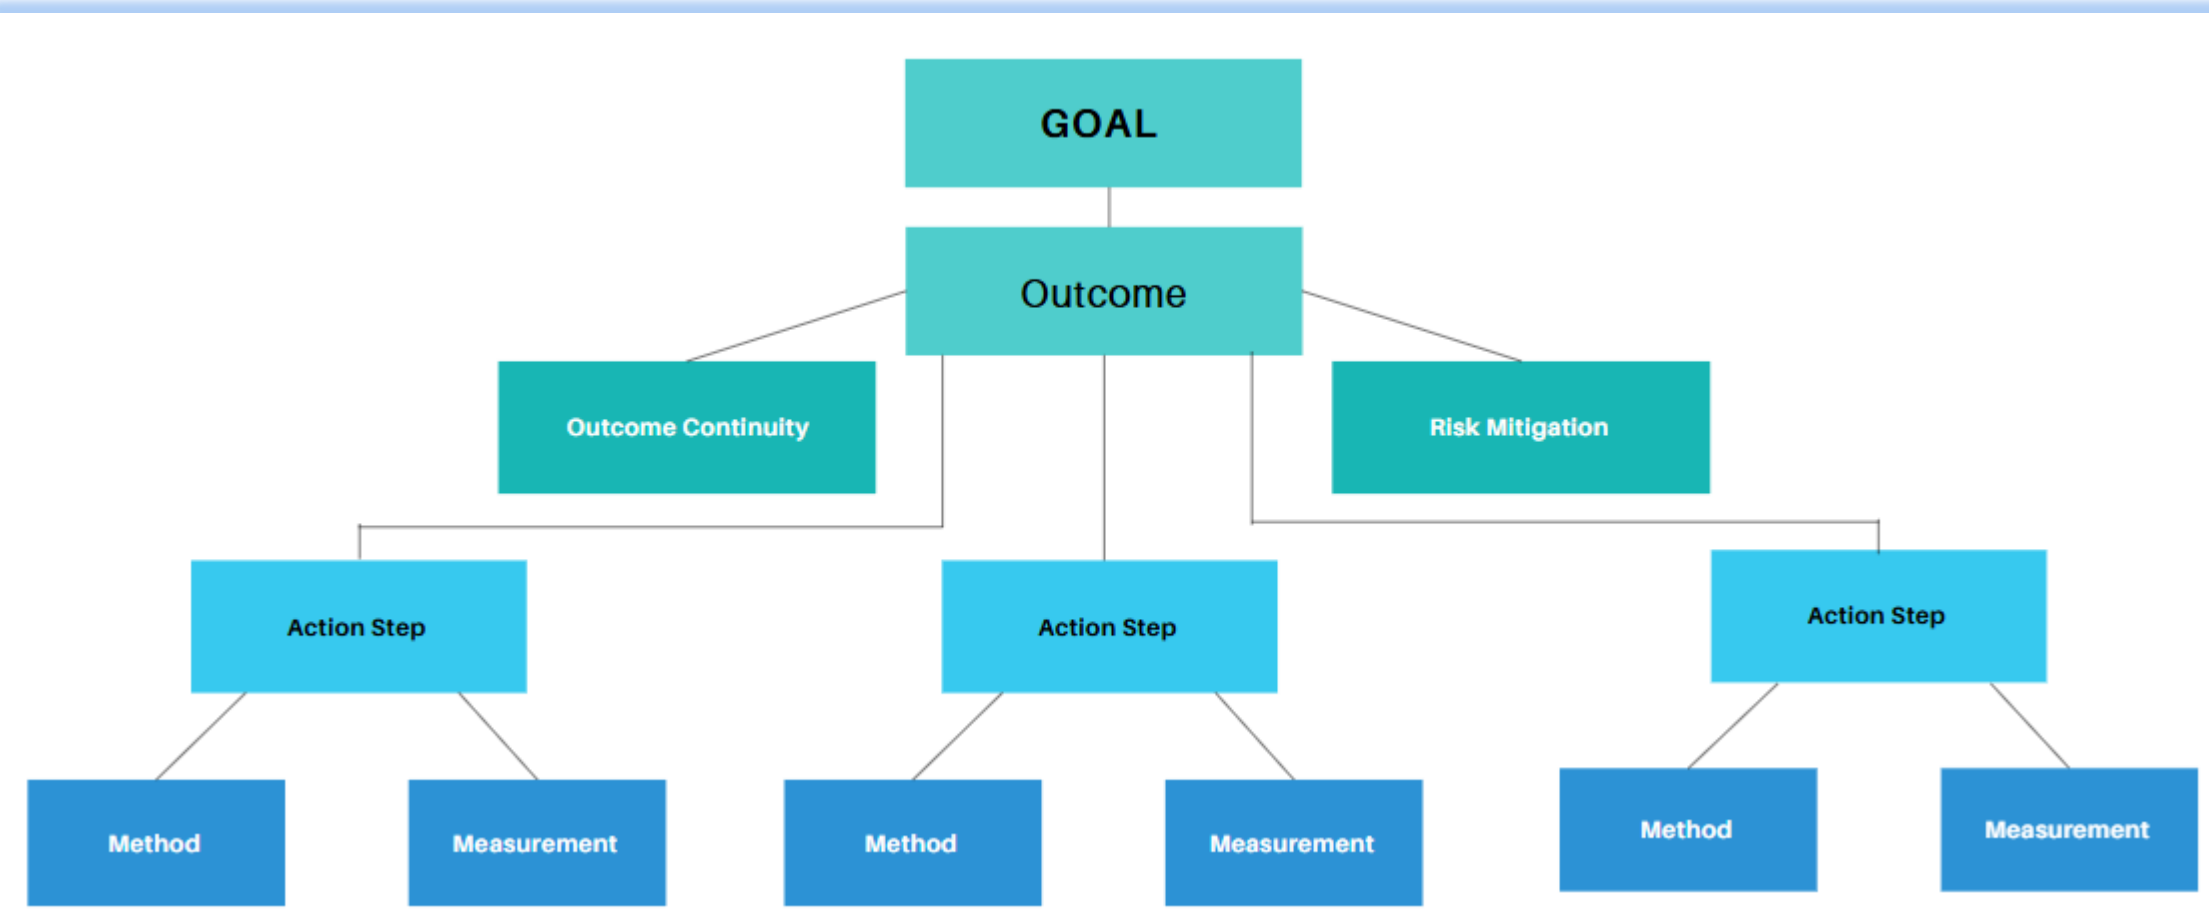 GOAL
Outcome
Outcome Continuity
Risk Mitigation
Action Step
Action Step
Action Step
Method
Measurement
Method
Measurement
Method
Measurement